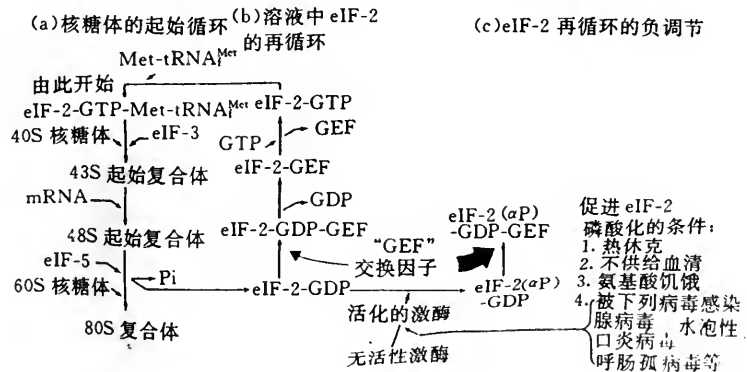 (a)核糖体的起始循环
(b)溶液中eIF-2
的再循环
(c)eIF-2再循环的负调节
Met-tRNAᵢᴹᵉᵗ
由此开始
eIF-2-GTP-Met-tRNAᵢᴹᵉᵗ
eIF-2-GTP
40S 核糖体
eIF-3
GTP
GEF
43S 起始复合体
eIF-2-GEF
mRNA
GDP
48S 起始复合体
eIF-2-GDP-GEF
eIF-5
60S 核糖体
Pi
eIF-2-GDP
80S 复合体
“GEF”
交换因子
eIF-2(αP)
-GDP-GEF
eIF-2(αP)
-GDP
活化的激酶
无活性激酶
促进eIF-2
磷酸化的条件:
1. 热休克
2. 不供给血清
3. 氨基酸饥饿
4. 被下列病毒感染
腺病毒,水泡性
口炎病毒
呼肠孤病毒等